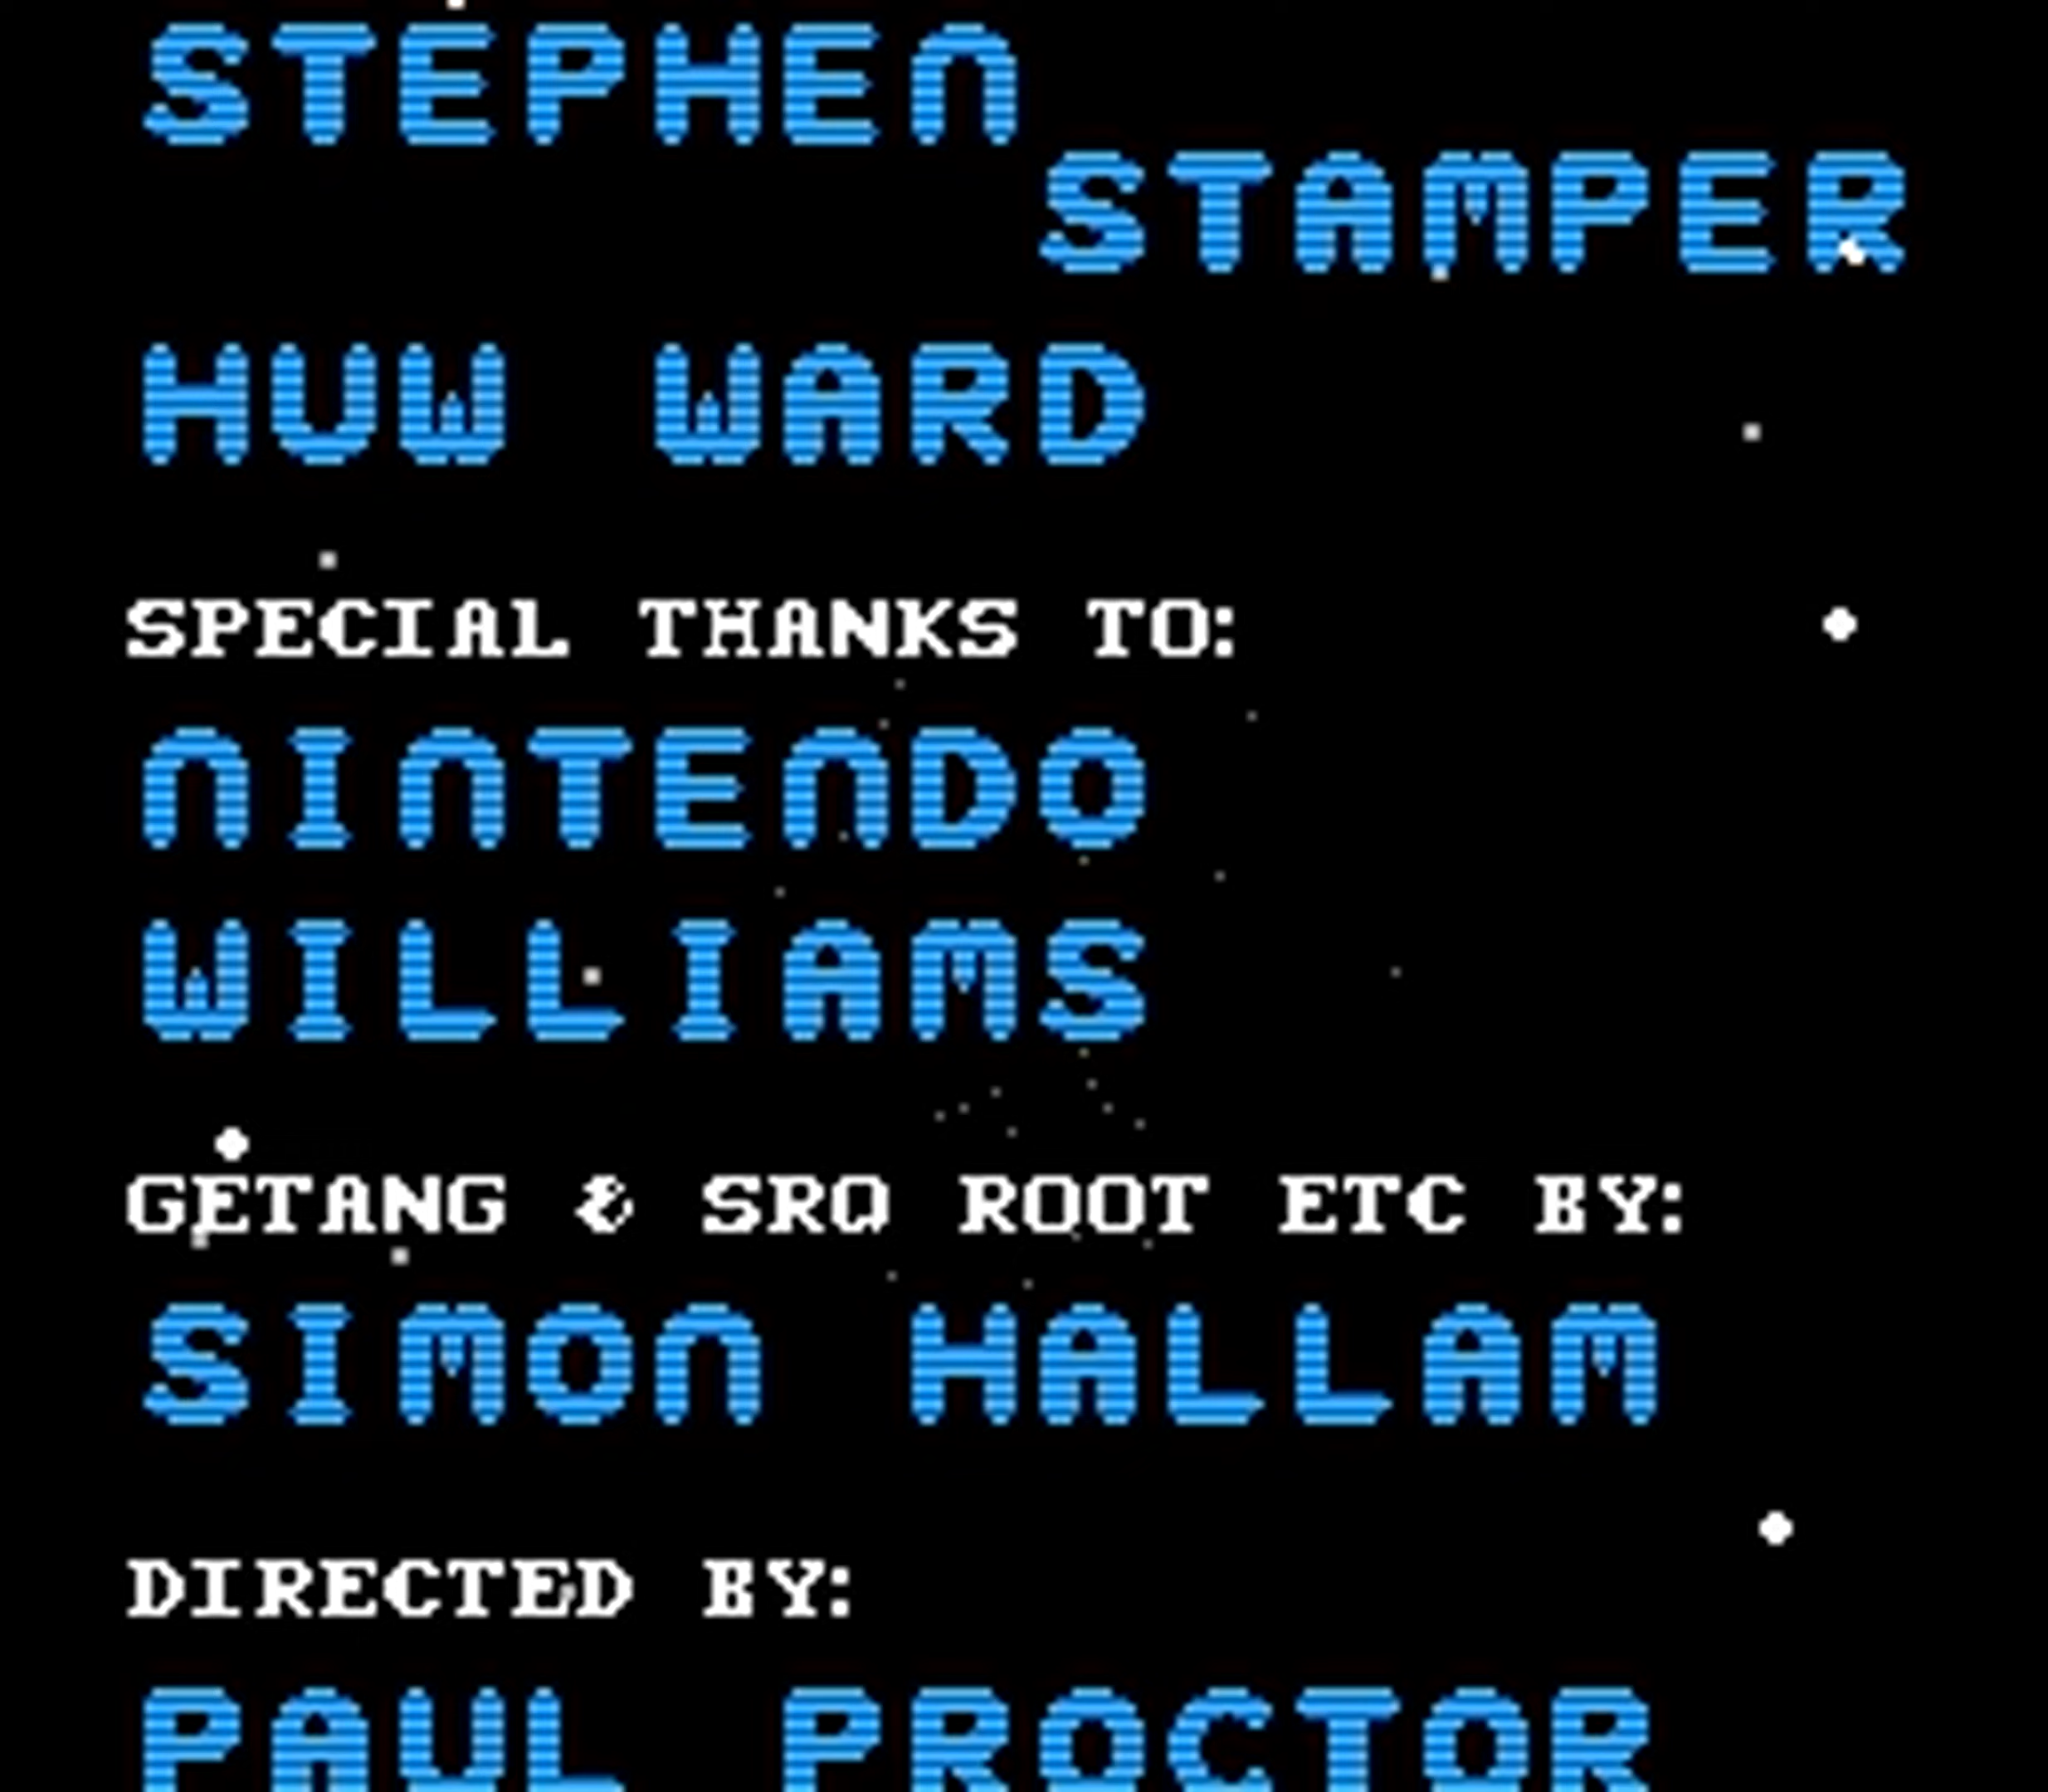 STEPHEN
STAMPER
HUW WARD
SPECIAL THANKS TO:
NINTENDO
WILLIAMS
GETANG & SRQ ROOT ETC BY:
SIMON HALLAM
DIRECTED BY:
PAUL PROCTOR